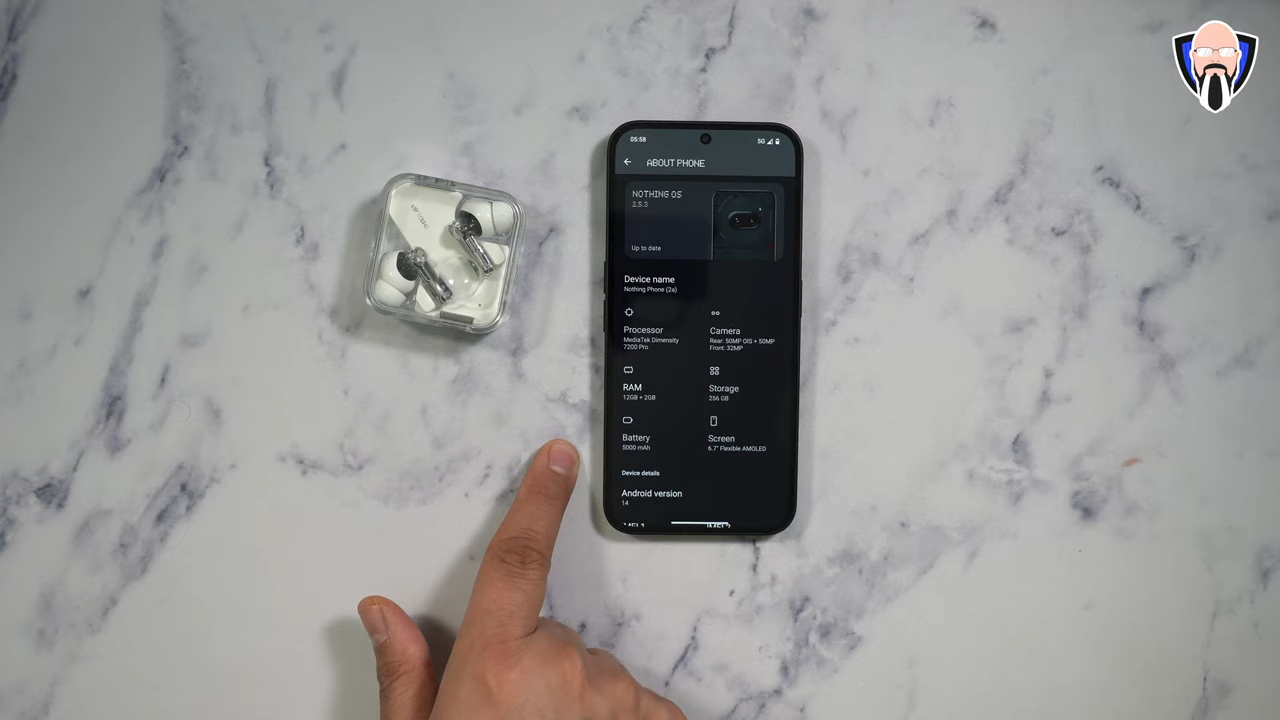 05:58
5G
ABOUT PHONE
NOTHING OS
2.5.3
Up to date
Device name
Nothing Phone (2a)
Processor
MediaTek Dimensity
7200 Pro
Camera
Rear: 50MP OIS + 50MP
Front: 32MP
RAM
12GB + 2GB
Storage
256 GB
Battery
5000 mAh
Screen
6.7" Flexible AMOLED
Device details
Android version
14